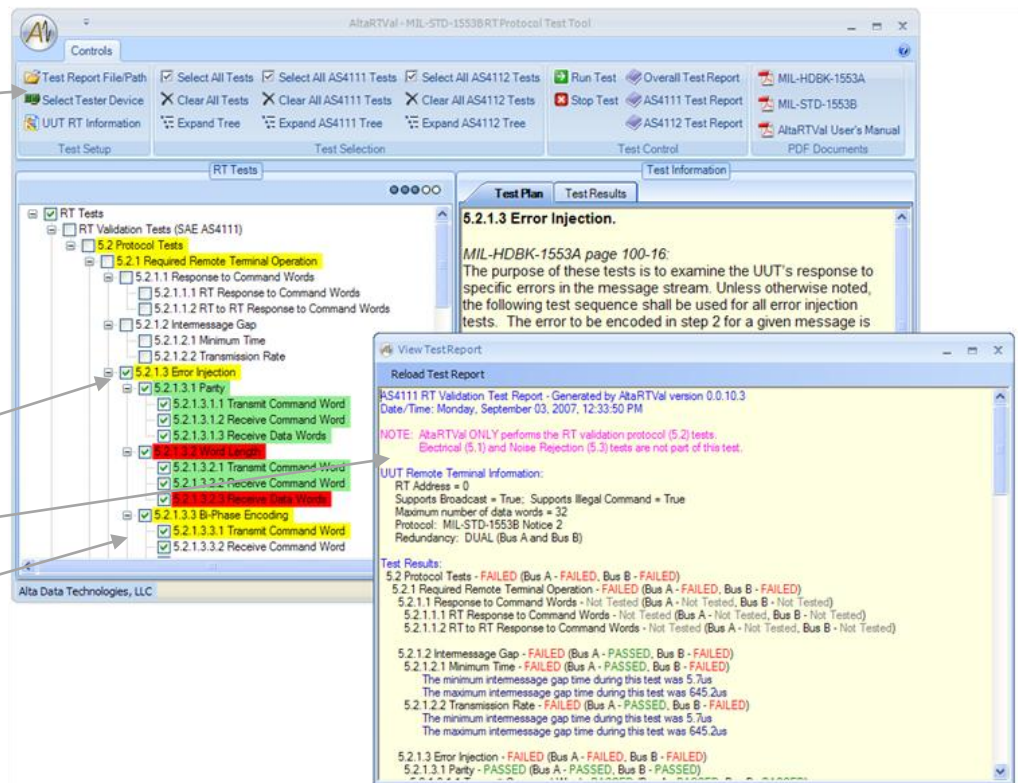 AltaRTVal - MIL-STD-1553B RT Protocol Test Tool
Controls
Test Report File/Path
Select All Tests
Select All AS4111 Tests
Select All AS4112 Tests
Run Test
Overall Test Report
MIL-HDBK-1553A
Select Tester Device
Clear All Tests
Clear All AS4111 Tests
Clear All AS4112 Tests
Stop Test
AS4111 Test Report
MIL-STD-1553B
UUT RT Information
Expand Tree
Expand AS4111 Tree
Expand AS4112 Tree
AS4112 Test Report
AltaRTVal User's Manual
Test Setup
Test Selection
Test Control
PDF Documents
RT Tests
RT Tests
RT Validation Tests (SAE AS4111)
5.2 Protocol Tests
5.2.1 Required Remote Terminal Operation
5.2.1.1 Response to Command Words
5.2.1.1.1 RT Response to Command Words
5.2.1.1.2 RT to RT Response to Command Words
5.2.1.2 Intermessage Gap
5.2.1.2.1 Minimum Time
5.2.1.2.2 Transmission Rate
5.2.1.3 Error Injection
5.2.1.3.1 Parity
5.2.1.3.1.1 Transmit Command Word
5.2.1.3.1.2 Receive Command Word
5.2.1.3.1.3 Receive Data Words
5.2.1.3.2 Word Length
5.2.1.3.2.1 Transmit Command Word
5.2.1.3.2.2 Receive Command Word
5.2.1.3.2.3 Receive Data Words
5.2.1.3.3 Bi-Phase Encoding
5.2.1.3.3.1 Transmit Command Word
5.2.1.3.3.2 Receive Command Word
Alta Data Technologies, LLC
Test Information
Test Plan
Test Results
5.2.1.3 Error Injection.
MIL-HDBK-1553A page 100-16:
The purpose of these tests is to examine the UUT's response to
specific errors in the message stream. Unless otherwise noted,
the following test sequence shall be used for all error injection
tests. The error to be encoded in step 2 for a given message is
View TestReport
Reload Test Report
AS4111 RT Validation Test Report - Generated by AltaRTVal version 0.0.10.3
Date/Time: Monday, September 03, 2007, 12:33:50 PM
NOTE: AltaRTVal ONLY performs the RT validation protocol (5.2) tests.
Electrical (5.1) and Noise Rejection (5.3) tests are not part of this test.
UUT Remote Terminal Information:
RT Address = 0
Supports Broadcast = True; Supports Illegal Command = True
Maximum number of data words = 32
Protocol: MIL-STD-1553B Notice 2
Redundancy: DUAL (Bus A and Bus B)
Test Results:
5.2 Protocol Tests - FAILED (Bus A - FAILED, Bus B - FAILED)
5.2.1 Required Remote Terminal Operation - FAILED (Bus A - FAILED, Bus B - FAILED)
5.2.1.1 Response to Command Words - Not Tested (Bus A - Not Tested, Bus B - Not Tested)
5.2.1.1.1 RT Response to Command Words - Not Tested (Bus A - Not Tested, Bus B - Not Tested)
5.2.1.1.2 RT to RT Response to Command Words - Not Tested (Bus A - Not Tested, Bus B - Not Tested)
5.2.1.2 Intermessage Gap - FAILED (Bus A - PASSED, Bus B - FAILED)
5.2.1.2.1 Minimum Time - FAILED (Bus A - PASSED, Bus B - FAILED)
The minimum intermessage gap time during this test was 5.7us
The maximum intermessage gap time during this test was 645.2us
5.2.1.2.2 Transmission Rate - FAILED (Bus A - PASSED, Bus B - FAILED)
The minimum intermessage gap time during this test was 5.7us
The maximum intermessage gap time during this test was 645.2us
5.2.1.3 Error Injection - FAILED (Bus A - FAILED, Bus B - FAILED)
5.2.1.3.1 Parity - PASSED (Bus A - PASSED, Bus B - PASSED)